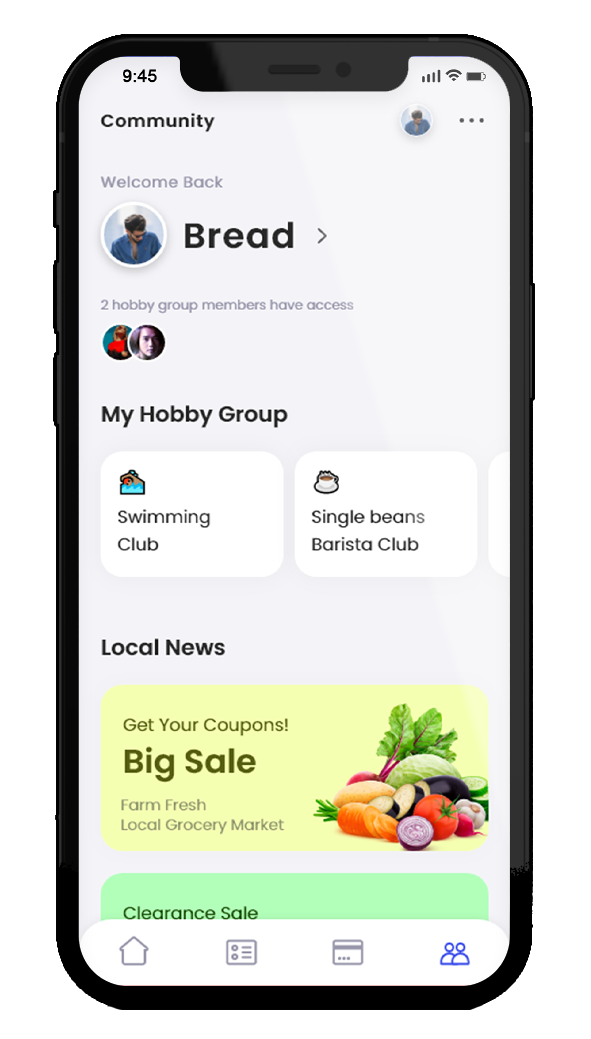 9:45
Community
Welcome Back
Bread
2 hobby group members have access
My Hobby Group
Swimming
Club
Single beans
Barista Club
Local News
Get Your Coupons!
Big Sale
Farm Fresh
Local Grocery Market
Clearance Sale